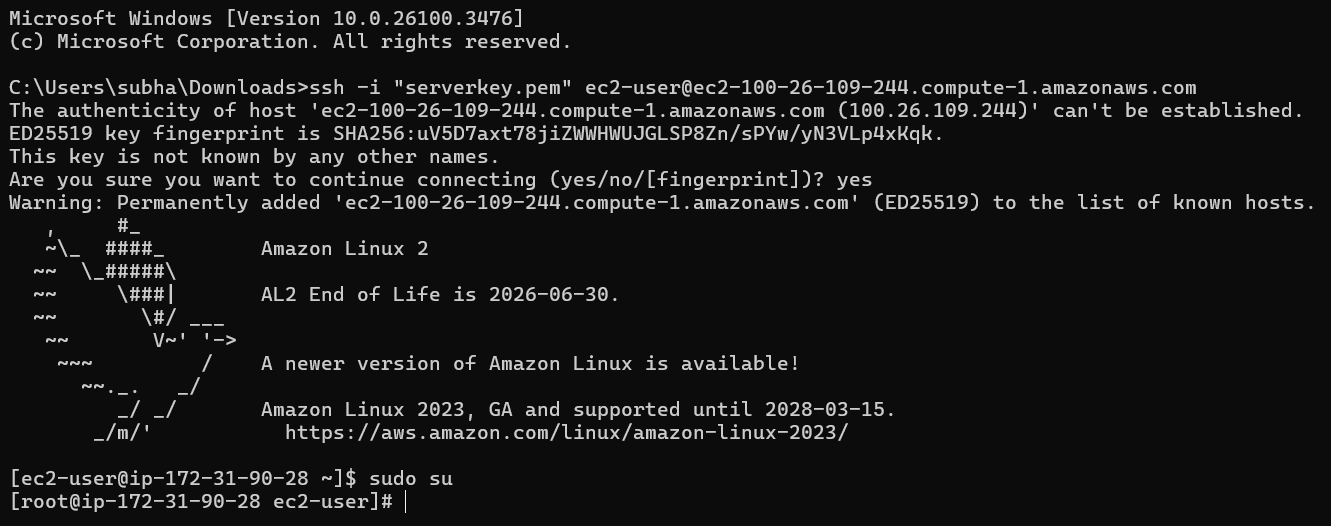 Microsoft Windows [Version 10.0.26100.3476]
(c) Microsoft Corporation. All rights reserved.

C:\Users\subha\Downloads>ssh -i "serverkey.pem" ec2-user@ec2-100-26-109-244.compute-1.amazonaws.com
The authenticity of host 'ec2-100-26-109-244.compute-1.amazonaws.com (100.26.109.244)' can't be established.
ED25519 key fingerprint is SHA256:uV5D7axt78jiZWWHWUJGLSP8Zn/sPYw/yN3VLp4xKqk.
This key is not known by any other names.
Are you sure you want to continue connecting (yes/no/[fingerprint])? yes
Warning: Permanently added 'ec2-100-26-109-244.compute-1.amazonaws.com' (ED25519) to the list of known hosts.
   ,     #_
   ~\_  ####_        Amazon Linux 2
  ~~  \_#####\
  ~~     \###|       AL2 End of Life is 2026-06-30.
  ~~       \#/ ___
   ~~       V~' '->
    ~~~         /    A newer version of Amazon Linux is available!
      ~~._.   _/
         _/ _/       Amazon Linux 2023, GA and supported until 2028-03-15.
       _/m/'           https://aws.amazon.com/linux/amazon-linux-2023/

[ec2-user@ip-172-31-90-28 ~]$ sudo su
[root@ip-172-31-90-28 ec2-user]#